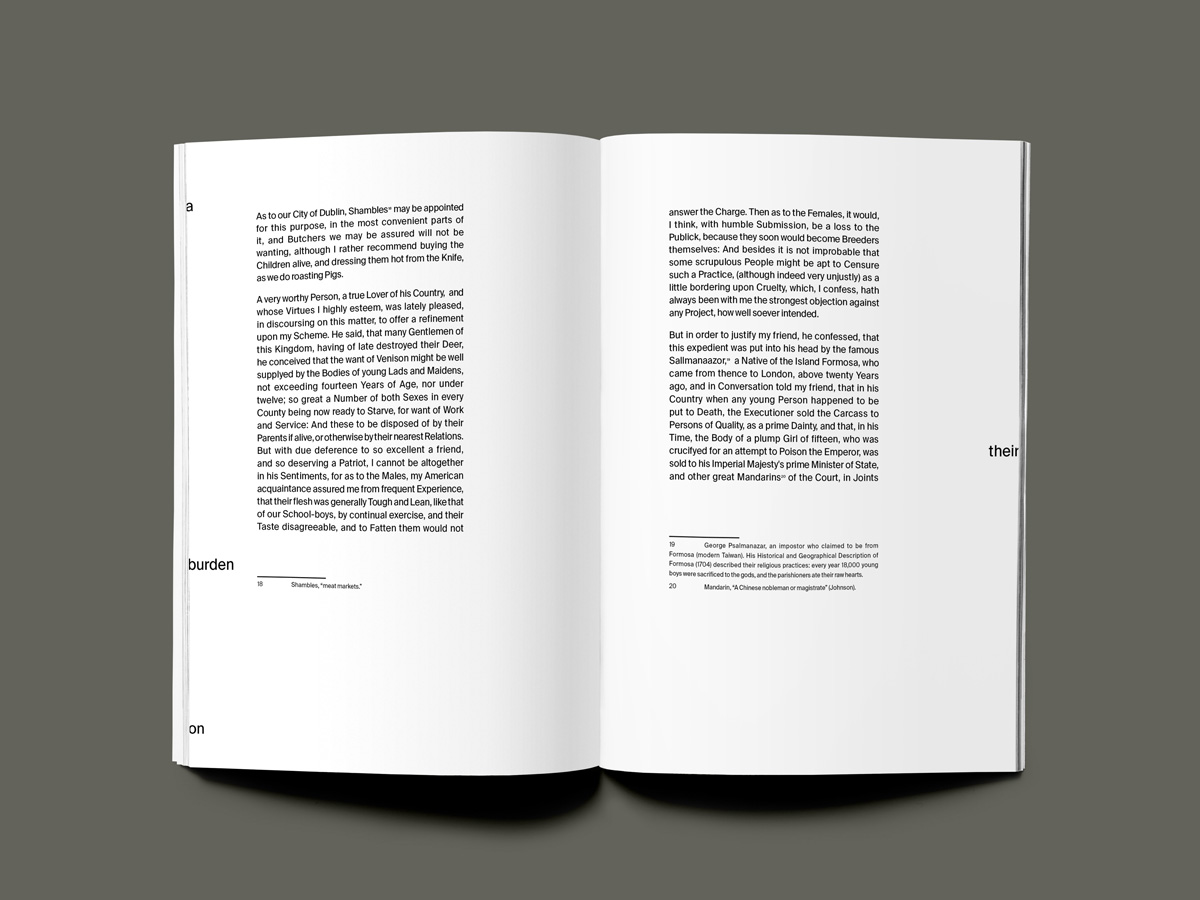 a
As to our City of Dublin, Shambles¹⁸ may be appointed
for this purpose, in the most convenient parts of
it, and Butchers we may be assured will not be
wanting, although I rather recommend buying the
Children alive, and dressing them hot from the Knife,
as we do roasting Pigs.
A very worthy Person, a true Lover of his Country, and
whose Virtues I highly esteem, was lately pleased,
in discoursing on this matter, to offer a refinement
upon my Scheme. He said, that many Gentlemen of
this Kingdom, having of late destroyed their Deer,
he conceived that the want of Venison might be well
supplyed by the Bodies of young Lads and Maidens,
not exceeding fourteen Years of Age, nor under
twelve; so great a Number of both Sexes in every
County being now ready to Starve, for want of Work
and Service: And these to be disposed of by their
Parents if alive, or otherwise by their nearest Relations.
But with due deference to so excellent a friend,
and so deserving a Patriot, I cannot be altogether
in his Sentiments, for as to the Males, my American
acquaintance assured me from frequent Experience,
that their flesh was generally Tough and Lean, like that
of our School-boys, by continual exercise, and their
Taste disagreeable, and to Fatten them would not
burden
18 Shambles, “meat markets.”
on
answer the Charge. Then as to the Females, it would,
I think, with humble Submission, be a loss to the
Publick, because they soon would become Breeders
themselves: And besides it is not improbable that
some scrupulous People might be apt to Censure
such a Practice, (although indeed very unjustly) as a
little bordering upon Cruelty, which, I confess, hath
always been with me the strongest objection against
any Project, how well soever intended.
But in order to justify my friend, he confessed, that
this expedient was put into his head by the famous
Sallmanaazor,¹⁹ a Native of the Island Formosa, who
came from thence to London, above twenty Years
ago, and in Conversation told my friend, that in his
Country when any young Person happened to be
put to Death, the Executioner sold the Carcass to
Persons of Quality, as a prime Dainty, and that, in his
Time, the Body of a plump Girl of fifteen, who was
crucifyed for an attempt to Poison the Emperor, was
sold to his Imperial Majesty's prime Minister of State,
and other great Mandarins²⁰ of the Court, in Joints
their
19 George Psalmanazar, an impostor who claimed to be from
Formosa (modern Taiwan). His Historical and Geographical Description of
Formosa (1704) described their religious practices: every year 18,000 young
boys were sacrificed to the gods, and the parishioners ate their raw hearts.
20 Mandarin, “A Chinese nobleman or magistrate” (Johnson).